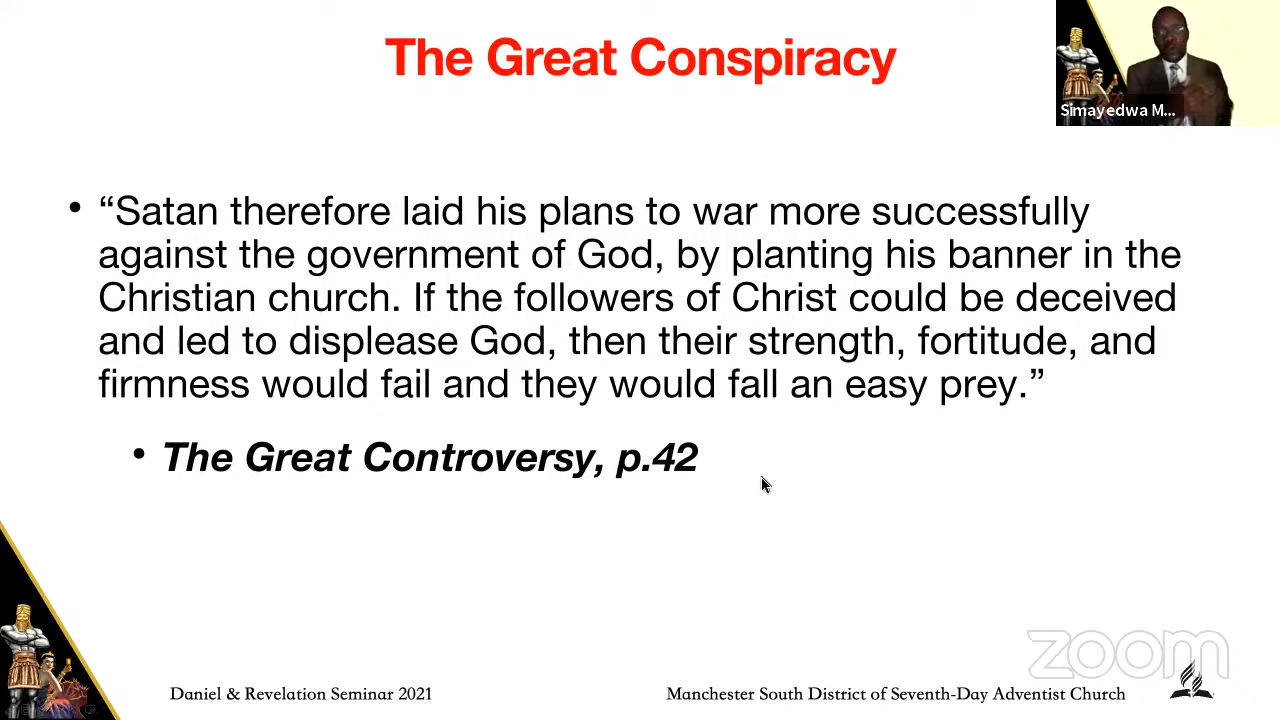 The Great Conspiracy
Simayedwa M...
• “Satan therefore laid his plans to war more successfully
against the government of God, by planting his banner in the
Christian church. If the followers of Christ could be deceived
and led to displease God, then their strength, fortitude, and
firmness would fail and they would fall an easy prey.”
• The Great Controversy, p.42
zoom
Daniel & Revelation Seminar 2021
Manchester South District of Seventh-Day Adventist Church